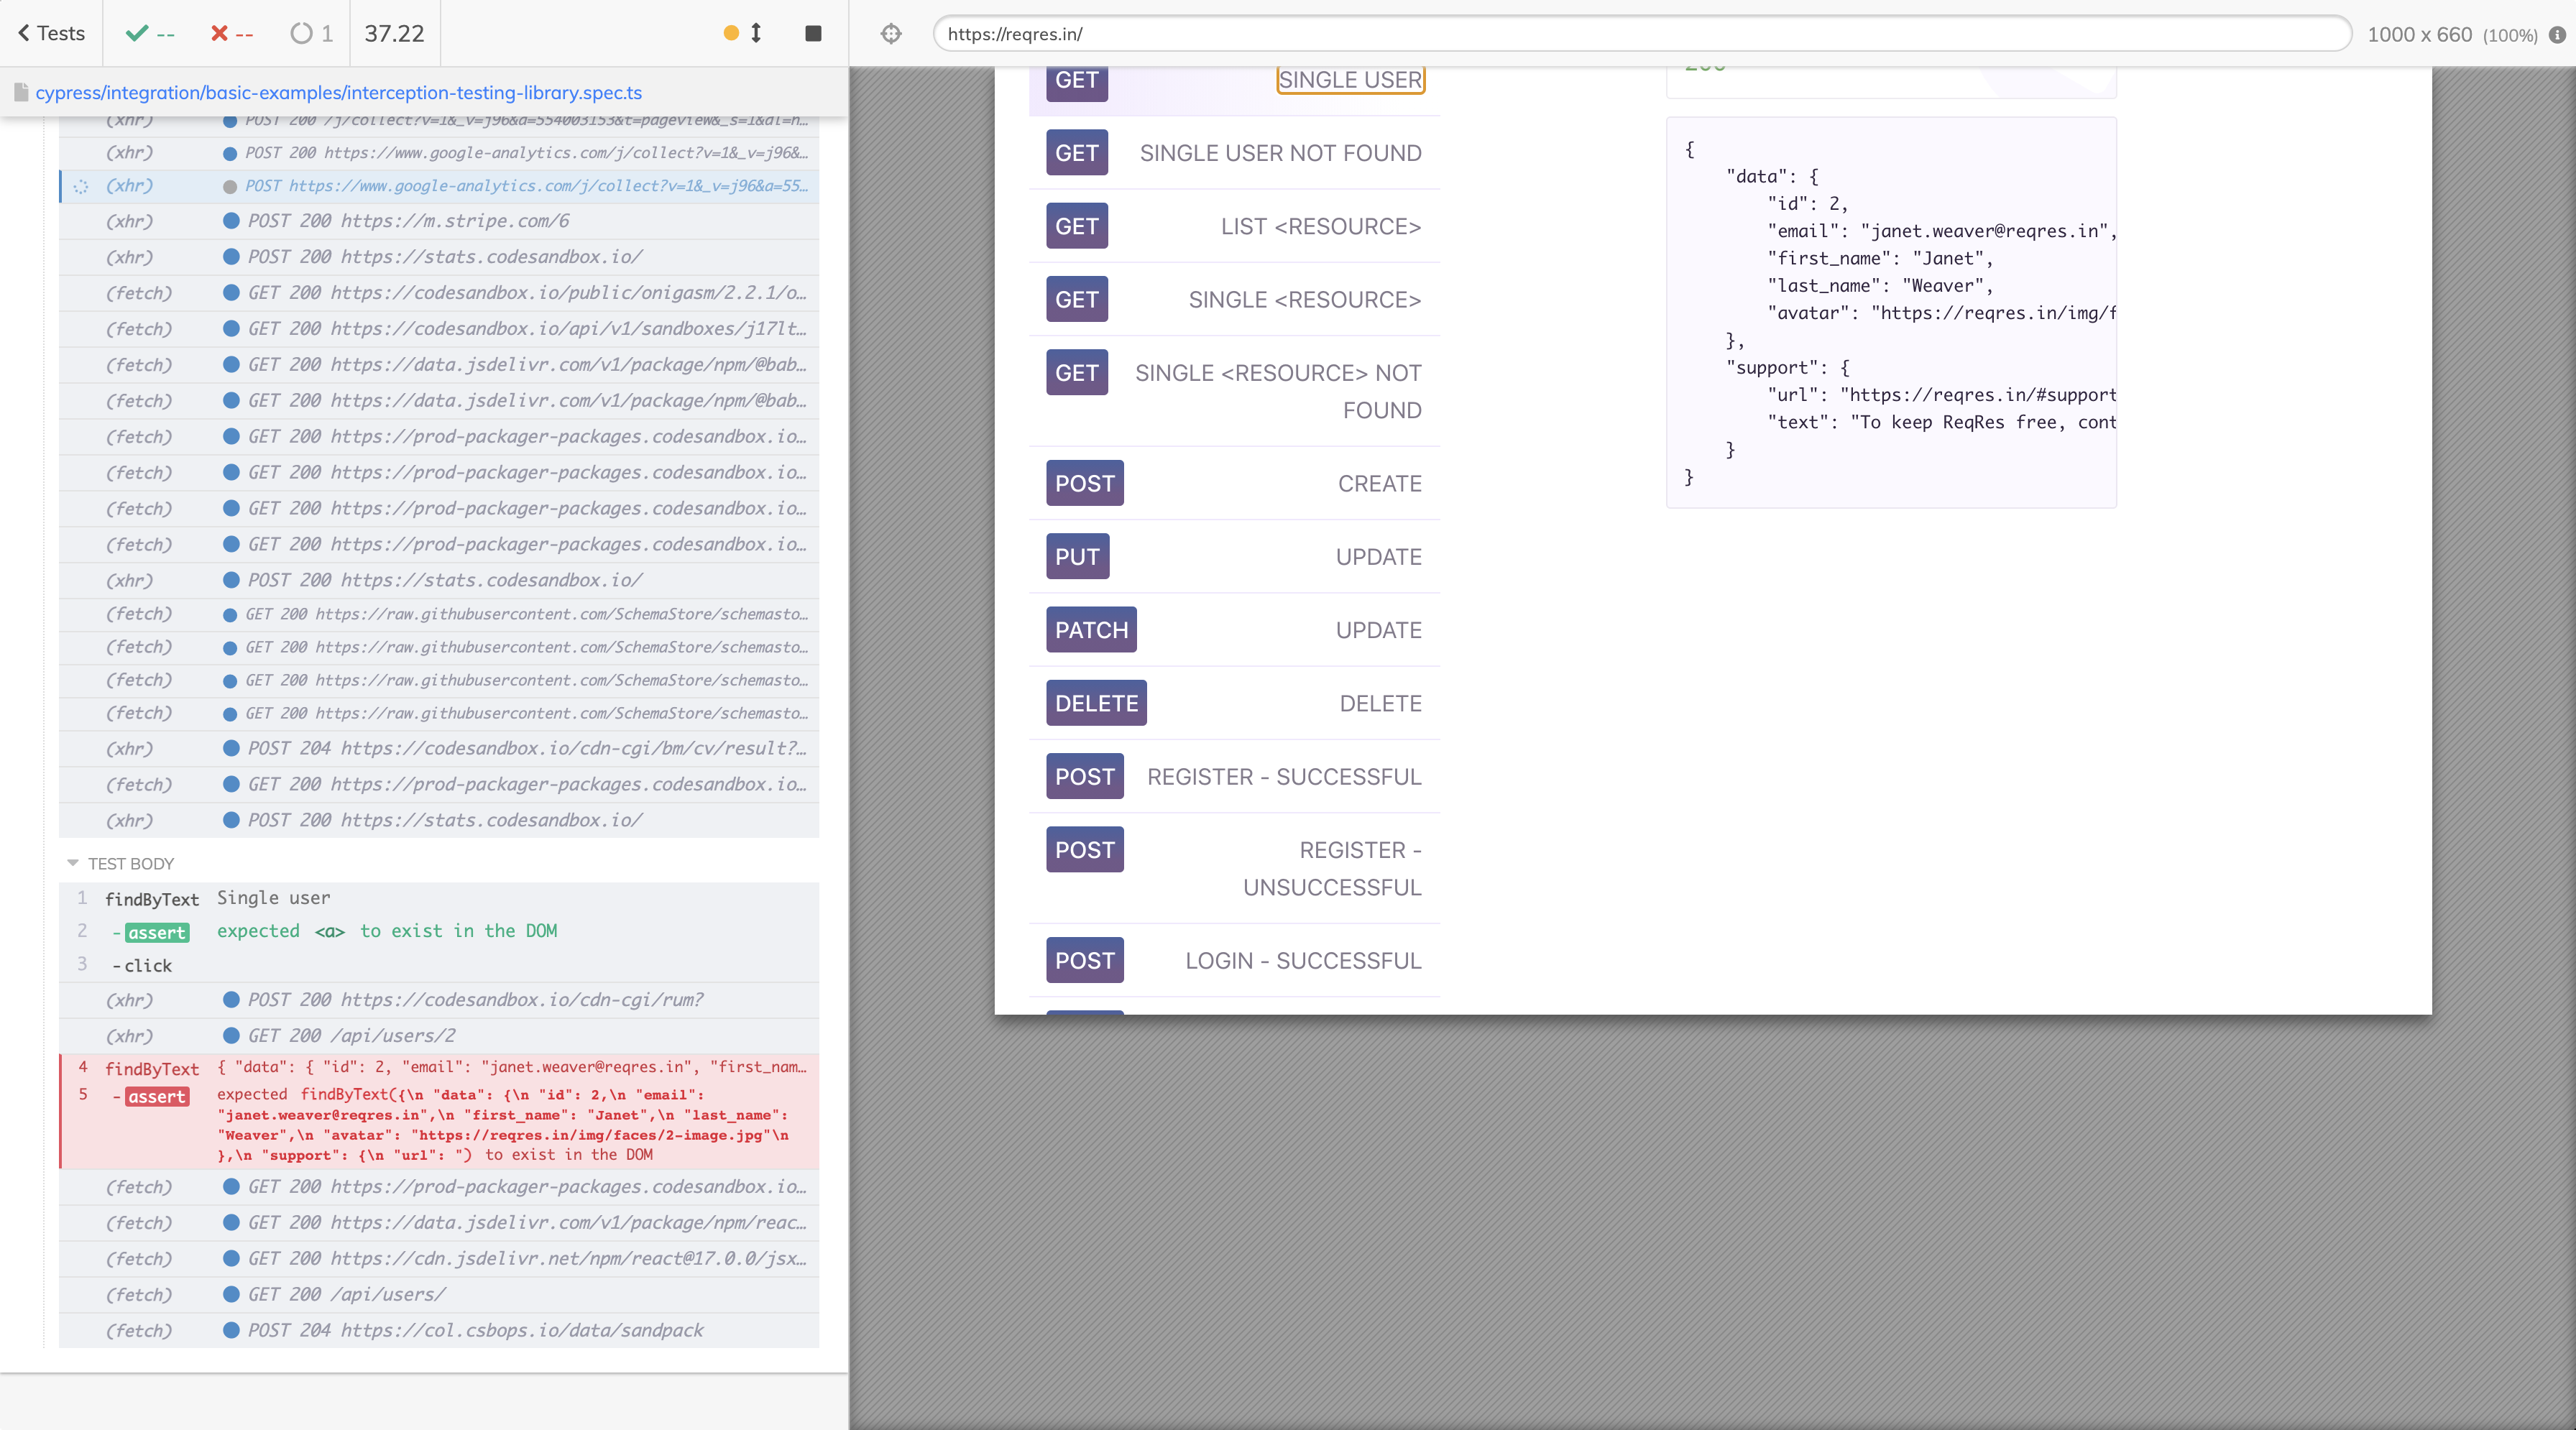 Tests
--
--
1
37.22
cypress/integration/basic-examples/interception-testing-library.spec.ts
(xhr) POST 200 /j/collect?v=1&_v=j96&a=554003153&t=pageview&_s=1&dl=h…
(xhr) POST 200 https://www.google-analytics.com/j/collect?v=1&_v=j96&…
(xhr) POST https://www.google-analytics.com/j/collect?v=1&_v=j96&a=55…
(xhr) POST 200 https://m.stripe.com/6
(xhr) POST 200 https://stats.codesandbox.io/
(fetch) GET 200 https://codesandbox.io/public/onigasm/2.2.1/o…
(fetch) GET 200 https://codesandbox.io/api/v1/sandboxes/j17lt…
(fetch) GET 200 https://data.jsdelivr.com/v1/package/npm/@bab…
(fetch) GET 200 https://data.jsdelivr.com/v1/package/npm/@bab…
(fetch) GET 200 https://prod-packager-packages.codesandbox.io…
(fetch) GET 200 https://prod-packager-packages.codesandbox.io…
(fetch) GET 200 https://prod-packager-packages.codesandbox.io…
(fetch) GET 200 https://prod-packager-packages.codesandbox.io…
(xhr) POST 200 https://stats.codesandbox.io/
(fetch) GET 200 https://raw.githubusercontent.com/SchemaStore/schemasto…
(fetch) GET 200 https://raw.githubusercontent.com/SchemaStore/schemasto…
(fetch) GET 200 https://raw.githubusercontent.com/SchemaStore/schemasto…
(fetch) GET 200 https://raw.githubusercontent.com/SchemaStore/schemasto…
(xhr) POST 204 https://codesandbox.io/cdn-cgi/bm/cv/result?…
(fetch) GET 200 https://prod-packager-packages.codesandbox.io…
(xhr) POST 200 https://stats.codesandbox.io/
TEST BODY
1 findByText Single user
2 -assert expected <a> to exist in the DOM
3 -click
(xhr) POST 200 https://codesandbox.io/cdn-cgi/rum?
(xhr) GET 200 /api/users/2
4 findByText { "data": { "id": 2, "email": "janet.weaver@reqres.in", "first_nam…
5 -assert expected findByText({\n "data": {\n "id": 2,\n "email":
"janet.weaver@reqres.in",\n "first_name": "Janet",\n "last_name":
"Weaver",\n "avatar": "https://reqres.in/img/faces/2-image.jpg"\n
},\n "support": {\n "url": ") to exist in the DOM
(fetch) GET 200 https://prod-packager-packages.codesandbox.io…
(fetch) GET 200 https://data.jsdelivr.com/v1/package/npm/reac…
(fetch) GET 200 https://cdn.jsdelivr.net/npm/react@17.0.0/jsx…
(fetch) GET 200 /api/users/
(fetch) POST 204 https://col.csbops.io/data/sandpack
https://reqres.in/
1000 x 660 (100%)
GET SINGLE USER
GET SINGLE USER NOT FOUND
GET LIST <RESOURCE>
GET SINGLE <RESOURCE>
GET SINGLE <RESOURCE> NOT
FOUND
POST CREATE
PUT UPDATE
PATCH UPDATE
DELETE DELETE
POST REGISTER - SUCCESSFUL
POST REGISTER -
UNSUCCESSFUL
POST LOGIN - SUCCESSFUL
200
{
"data": {
"id": 2,
"email": "janet.weaver@reqres.in",
"first_name": "Janet",
"last_name": "Weaver",
"avatar": "https://reqres.in/img/f
},
"support": {
"url": "https://reqres.in/#support
"text": "To keep ReqRes free, cont
}
}